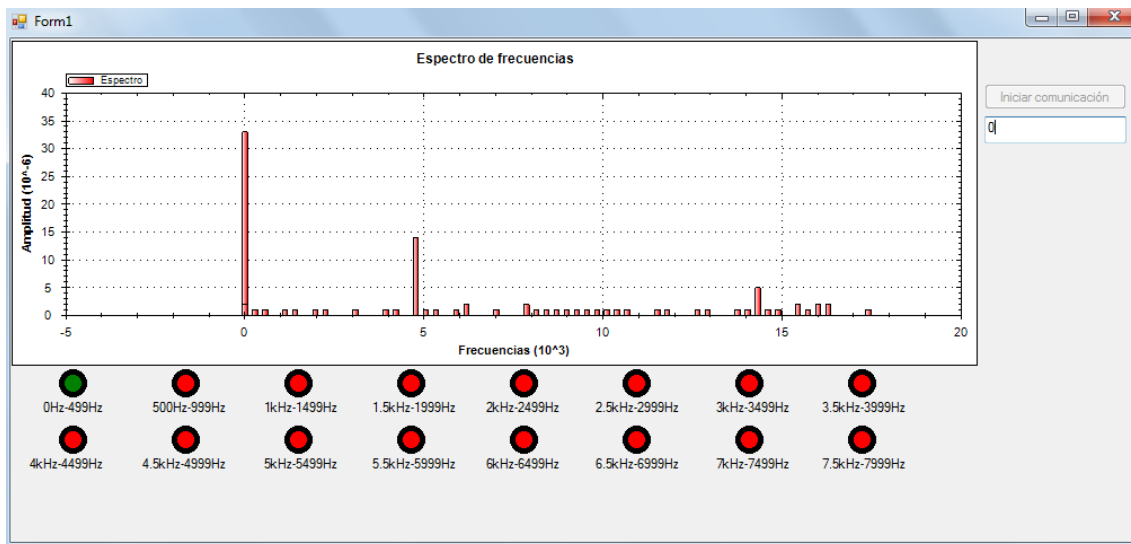 Form1
Espectro de frecuencias
Espectro
Iniciar comunicación
0
40
35
30
25
20
15
10
5
0
Amplitud (10^-6)
-5 0 5 10 15 20
Frecuencias (10^3)
0Hz-499Hz 500Hz-999Hz 1kHz-1499Hz 1.5kHz-1999Hz 2kHz-2499Hz 2.5kHz-2999Hz 3kHz-3499Hz 3.5kHz-3999Hz
4kHz-4499Hz 4.5kHz-4999Hz 5kHz-5499Hz 5.5kHz-5999Hz 6kHz-6499Hz 6.5kHz-6999Hz 7kHz-7499Hz 7.5kHz-7999Hz